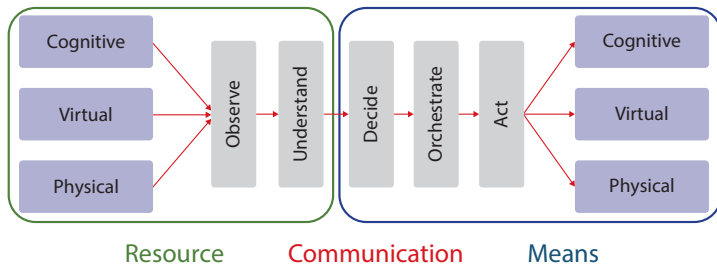 Cognitive
Virtual
Physical
Observe
Understand
Decide
Orchestrate
Act
Cognitive
Virtual
Physical
Resource
Communication
Means